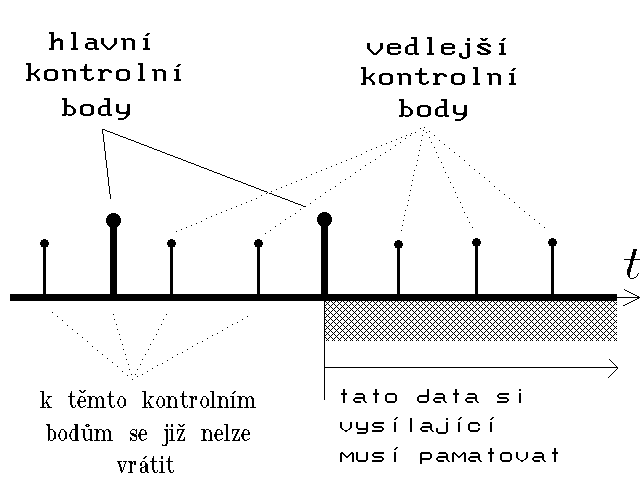 hlavní
kontrolní
body
vedlejší
kontrolní
body
t
k těmto kontrolním
bodům se již nelze
vrátit
tato data si
vysílající
musí pamatovat